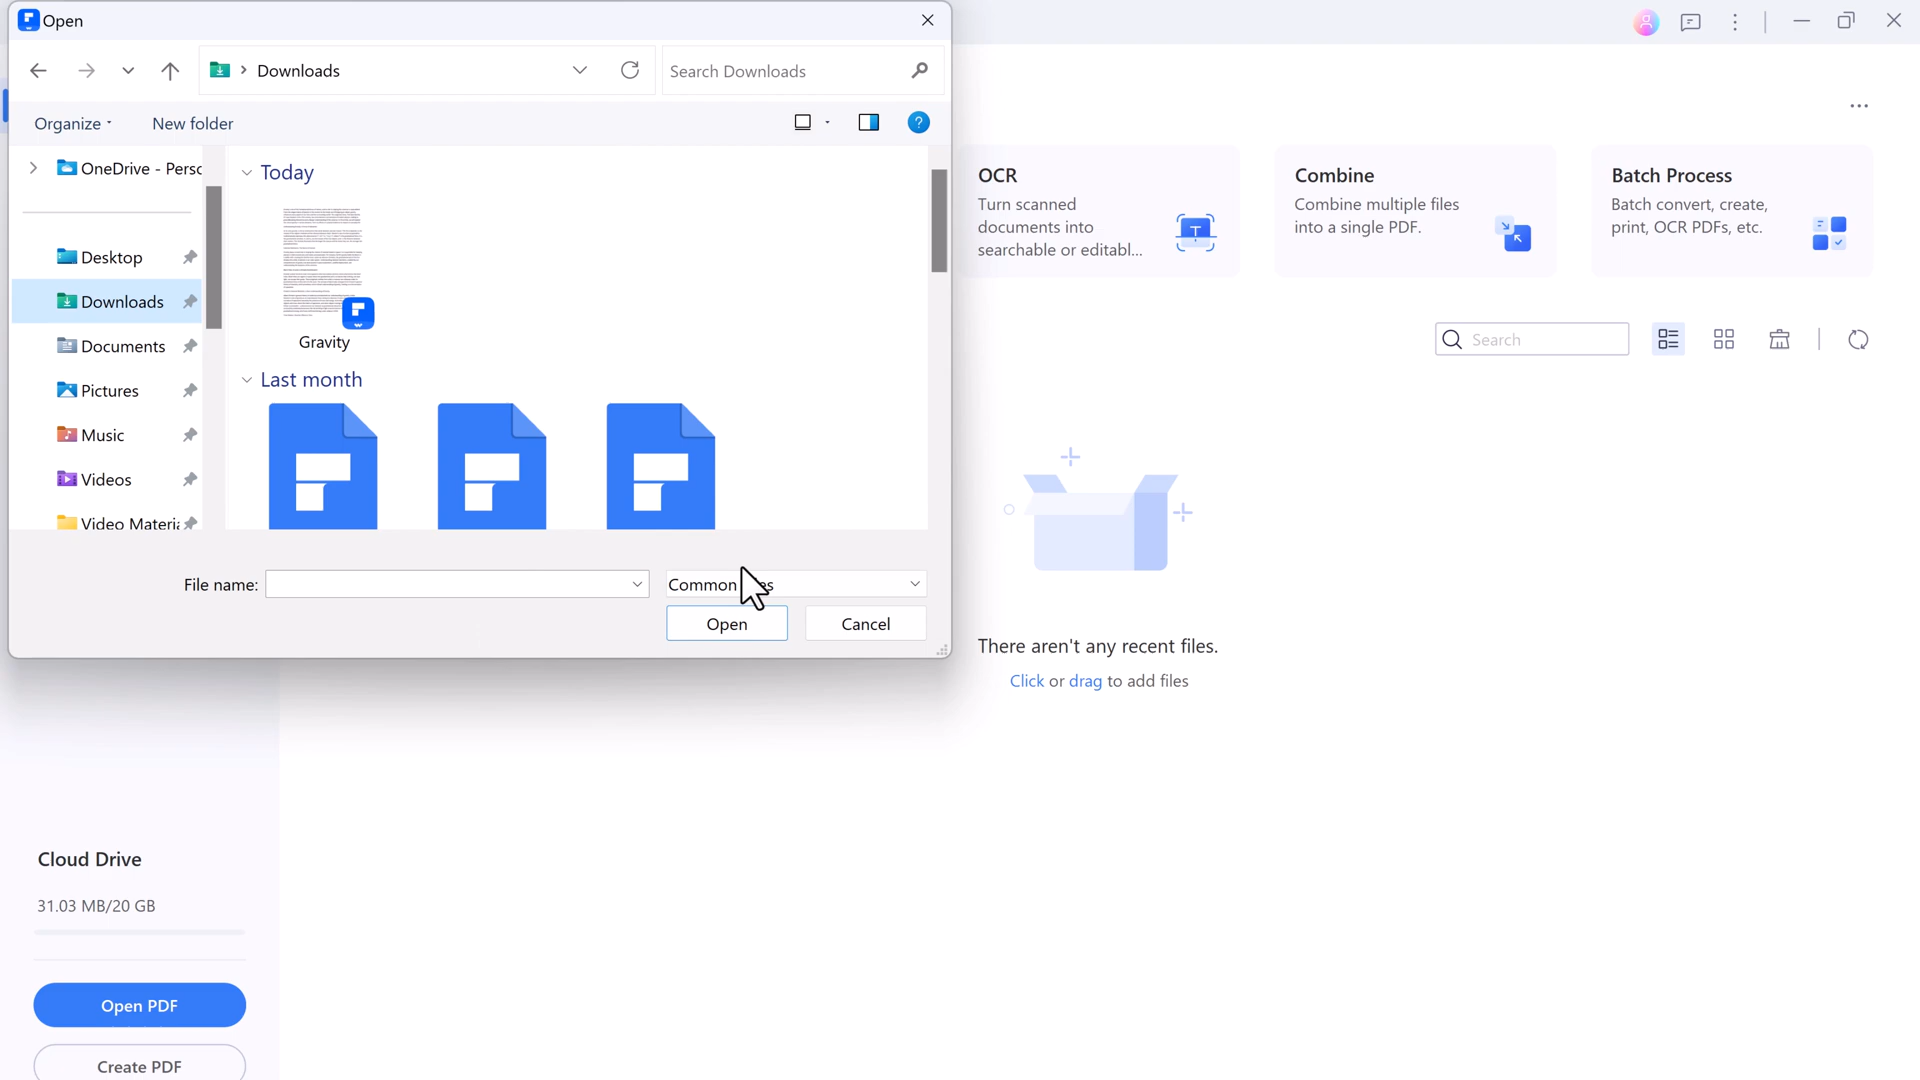 Open
Downloads
Search Downloads
Organize
New folder
OneDrive - Perso
Desktop
Downloads
Documents
Pictures
Music
Videos
Today
Gravity
Last month
File name:
Common
Open
Cancel
OCR
Turn scanned
documents into
searchable or editabl...
Combine
Combine multiple files
into a single PDF.
Batch Process
Batch convert, create,
print, OCR PDFs, etc.
Search
There aren't any recent files.
Click or drag to add files
Cloud Drive
31.03 MB/20 GB
Open PDF
Create PDF